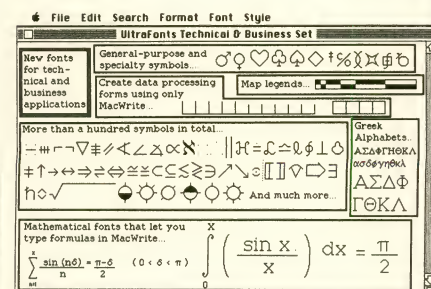 File Edit Search Format Font Style
UltraFonts Technical & Business Set
New fonts
for tech-
nical and
business
applications
General-purpose and
specialty symbols....
Create data processing
forms using only
MacWrite...
Map legends...
More than a hundred symbols in total...
And much more...
Greek
Alphabets..
ΑΣΔΦΓΗΘΚΛ
ΑΣΔΦ
ΓΘΚΛ
Mathematical fonts that let you
type formulas in MacWrite...
sin (nδ) / n = π-δ / 2 (0 < δ < π)
∫ X 0 ( sin x / x ) dx = π / 2